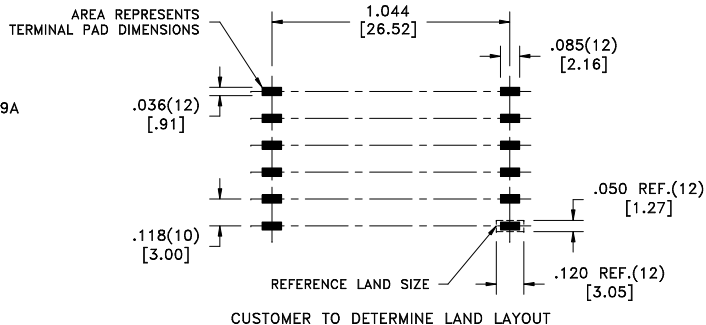 AREA REPRESENTS
TERMINAL PAD DIMENSIONS
1.044
[26.52]
.085(12)
[2.16]
9A
.036(12)
[.91]
.050 REF.(12)
[1.27]
.118(10)
[3.00]
REFERENCE LAND SIZE
.120 REF.(12)
[3.05]
CUSTOMER TO DETERMINE LAND LAYOUT